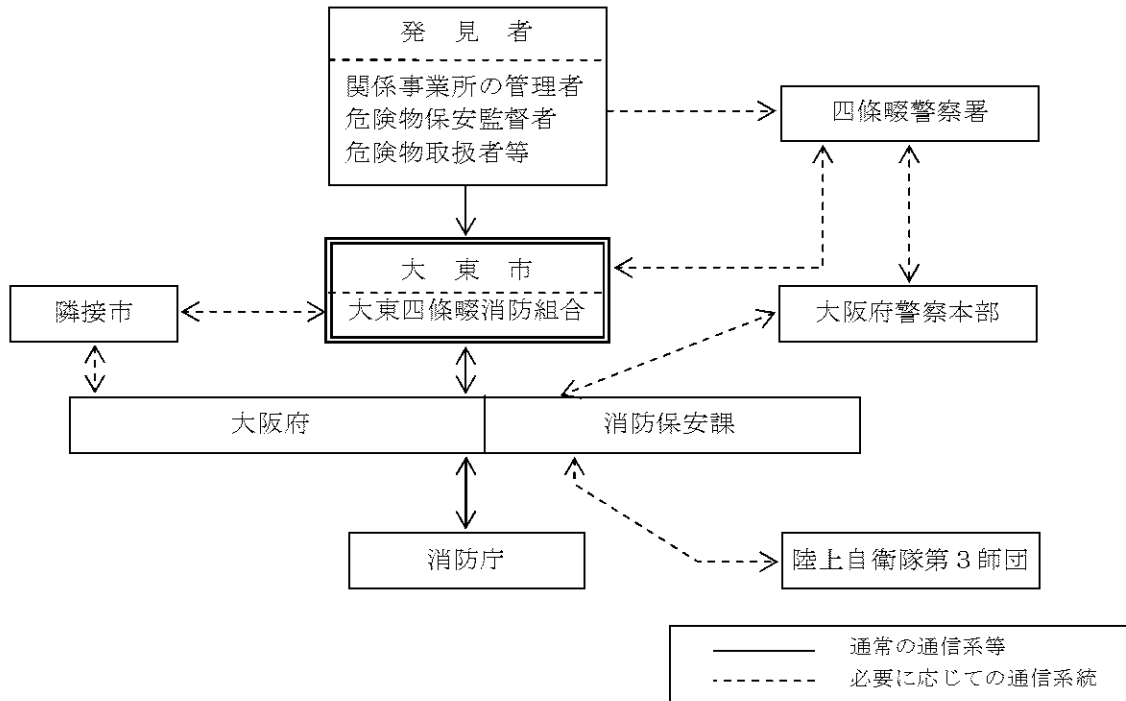 発見者
関係事業所の管理者
危険物保安監督者
危険物取扱者等
四條畷警察署
大東市
大東四條畷消防組合
隣接市
大阪府警察本部
大阪府
消防保安課
消防庁
陸上自衛隊第３師団
通常の通信系等
必要に応じての通信系統